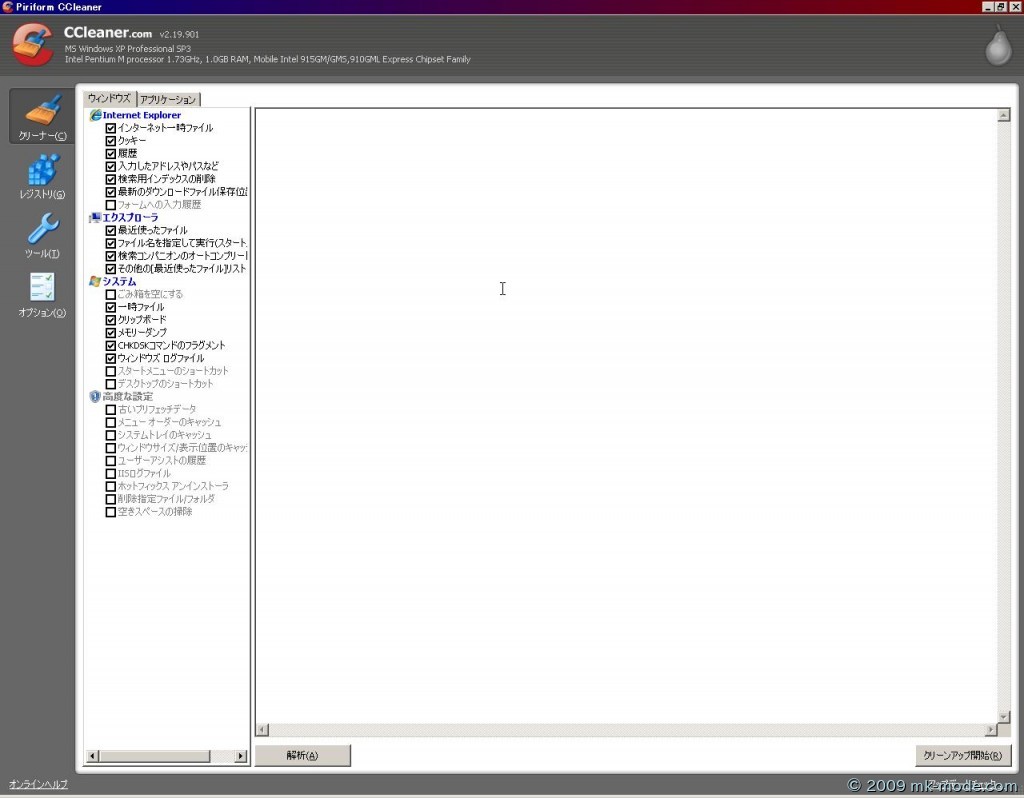 Piriform CCleaner
CCleaner.com v2.19.901
MS Windows XP Professional SP3
Intel Pentium M processor 1.73GHz, 1.0GB RAM, Mobile Intel 915GM/GMS,910GML Express Chipset Family
クリーナー(C)
レジストリ(G)
ツール(T)
オプション(O)
ウィンドウズ アプリケーション
Internet Explorer
インターネット一時ファイル
クッキー
履歴
入力したアドレスやパスなど
検索用インデックスの削除
最新のダウンロードファイル保存位
フォームへの入力履歴
エクスプローラ
最近使ったファイル
ファイル名を指定して実行(スタート
検索コンパニオンのオートコンプリー
その他の[最近使ったファイル]リスト
システム
ごみ箱を空にする
一時ファイル
クリップボード
メモリーダンプ
CHKDSKコマンドのフラグメント
ウィンドウズ ログファイル
スタートメニューのショートカット
デスクトップのショートカット
高度な設定
古いプリフェッチデータ
メニュー オーダーのキャッシュ
システムトレイのキャッシュ
ウィンドウサイズ/表示位置のキャッ
ユーザーアシストの履歴
IISログファイル
ホットフィックス アンインストーラ
削除指定ファイル/フォルダ
空きスペースの掃除
解析(A)
クリーンアップ開始(R)
オンラインヘルプ
© 2009 mk-mode.com